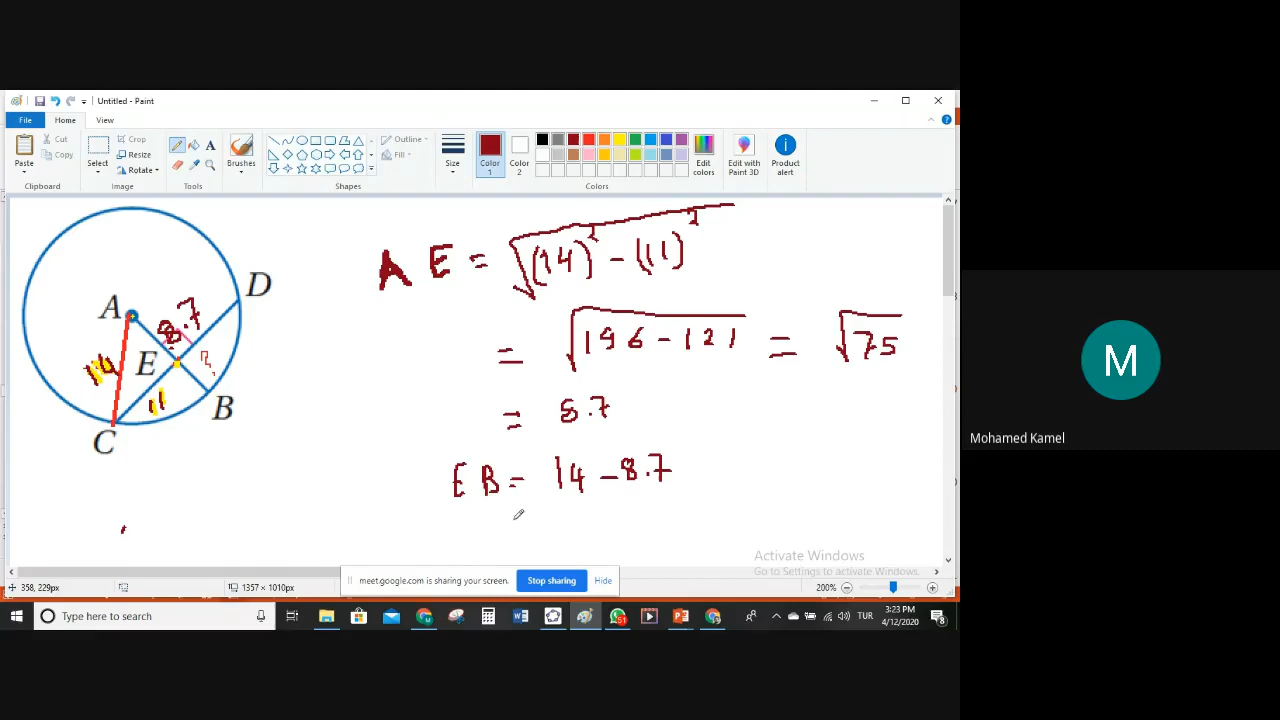 Untitled - Paint
File Home View
Paste
Cut
Copy
Clipboard
Select
Crop
Resize
Rotate
Image
A
Tools
Brushes
Shapes
Outline
Fill
Size
Color 1
Color 2
Colors
Edit colors
Edit with Paint 3D
Product alert
D
A
8.7
E
14
11
B
C
AE = √(14)² - (11)²
= √196 - 121 = √75
= 8.7
EB = 14 - 8.7
Activate Windows
Go to Settings to activate Windows.
meet.google.com is sharing your screen. Stop sharing Hide
358, 229px
1357 × 1010px
200%
Type here to search
W
51
TUR
3:23 PM
4/12/2020
8
M
Mohamed Kamel